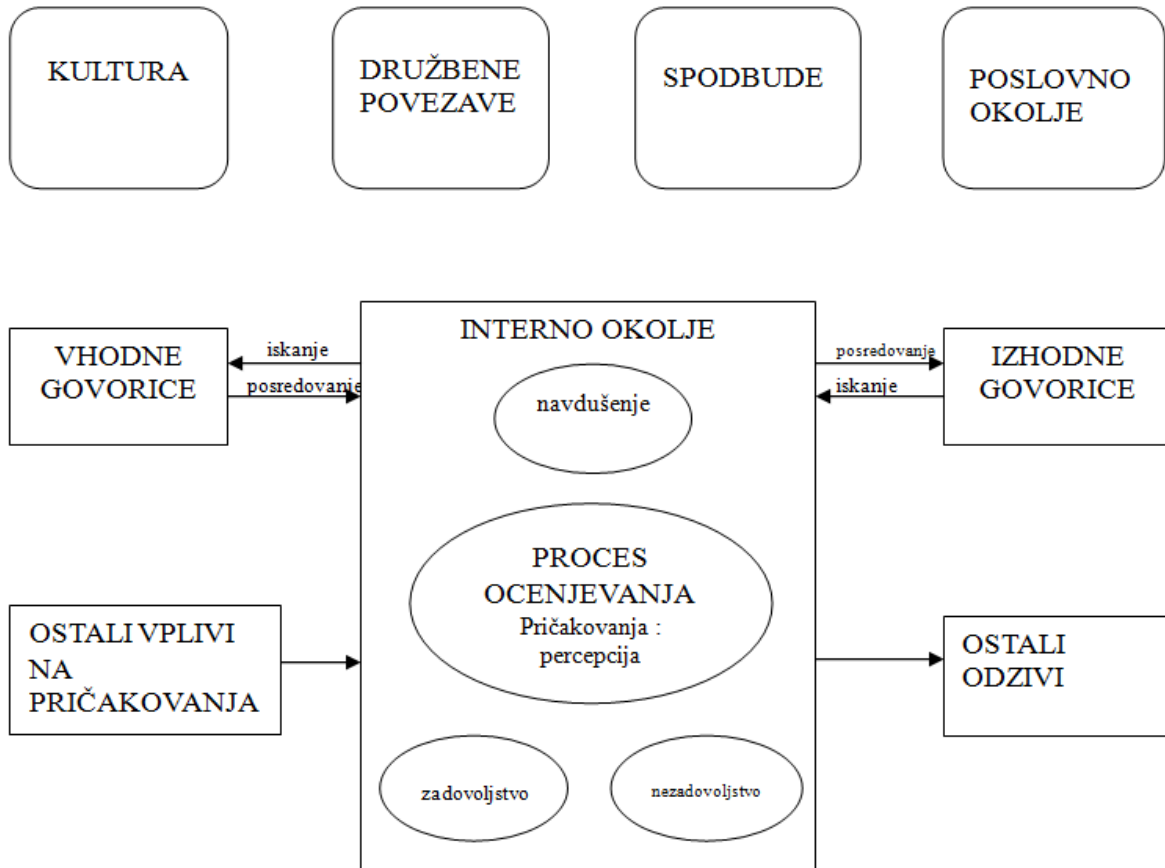 KULTURA
DRUŽBENE
POVEZAVE
SPODBUDE
POSLOVNO
OKOLJE
VHODNE
GOVORICE
iskanje
posredovanje
INTERNO OKOLJE
navdušenje
posredovanje
iskanje
IZHODNE
GOVORICE
PROCES
OCENJEVANJA
Pričakovanja :
percepcija
OSTALI VPLIVI
NA
PRIČAKOVANJA
OSTALI
ODZIVI
zadovoljstvo
nezadovoljstvo